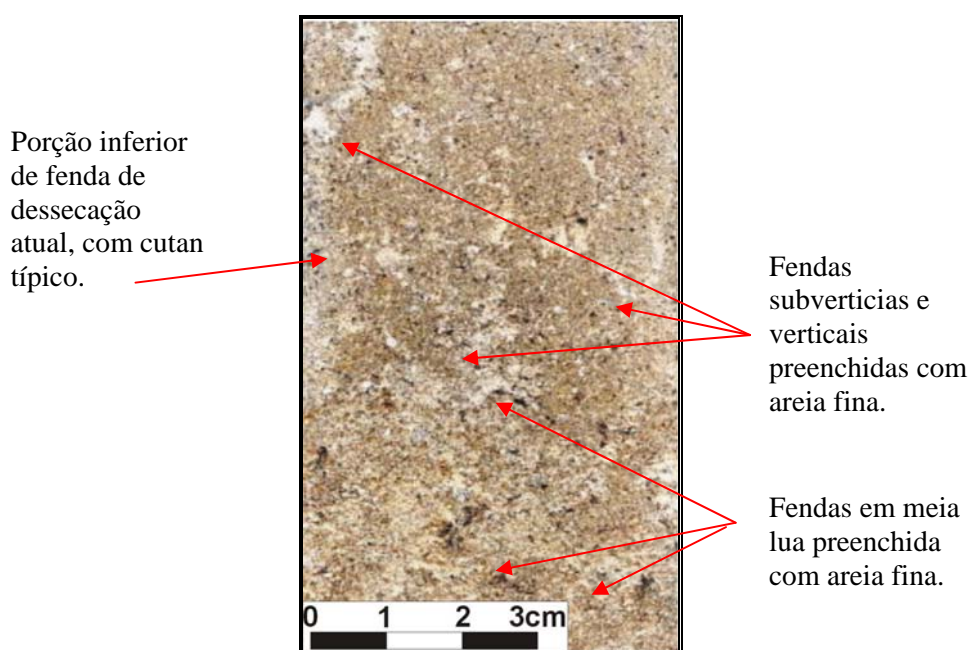 Porção inferior
de fenda de
dessecação
atual, com cutan
típico.
Fendas
subverticias e
verticais
preenchidas com
areia fina.
Fendas em meia
lua preenchida
com areia fina.
0 1 2 3cm